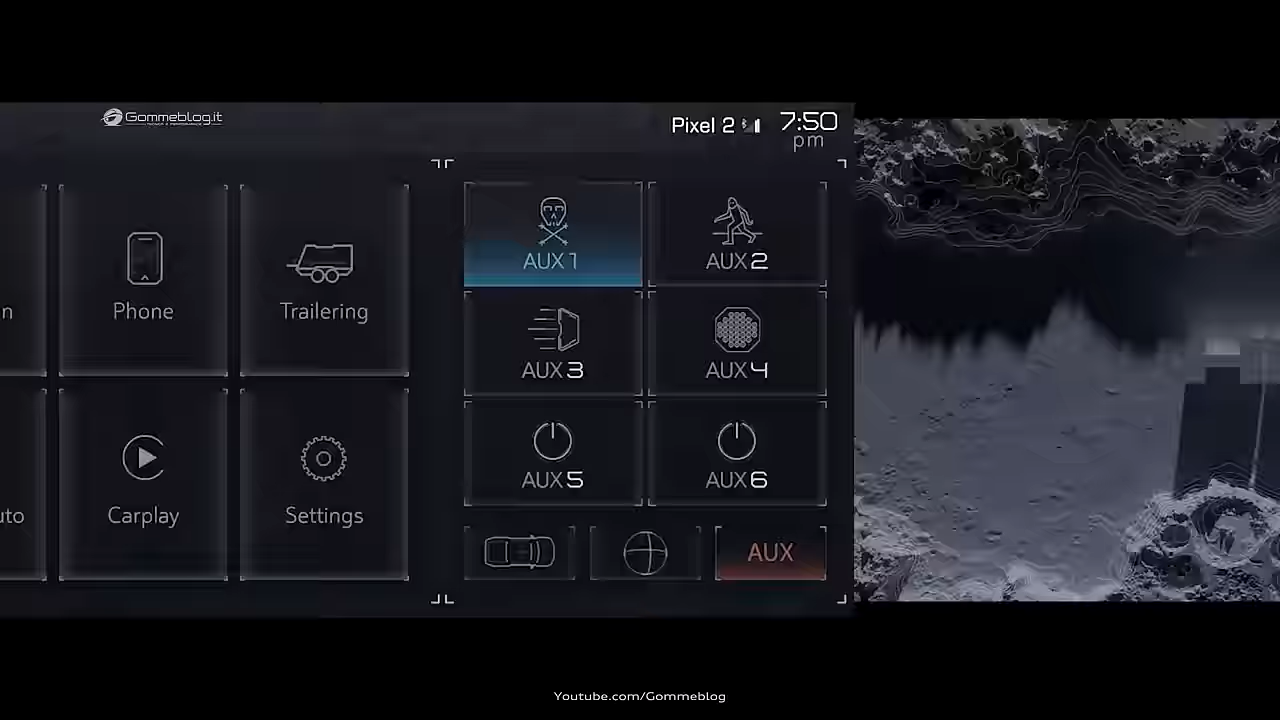 Gommeblog.it
Pixel 2
7:50
pm
n
Phone
Trailering
uto
Carplay
Settings
AUX 1
AUX 2
AUX 3
AUX 4
AUX 5
AUX 6
AUX
Youtube.com/Gommeblog